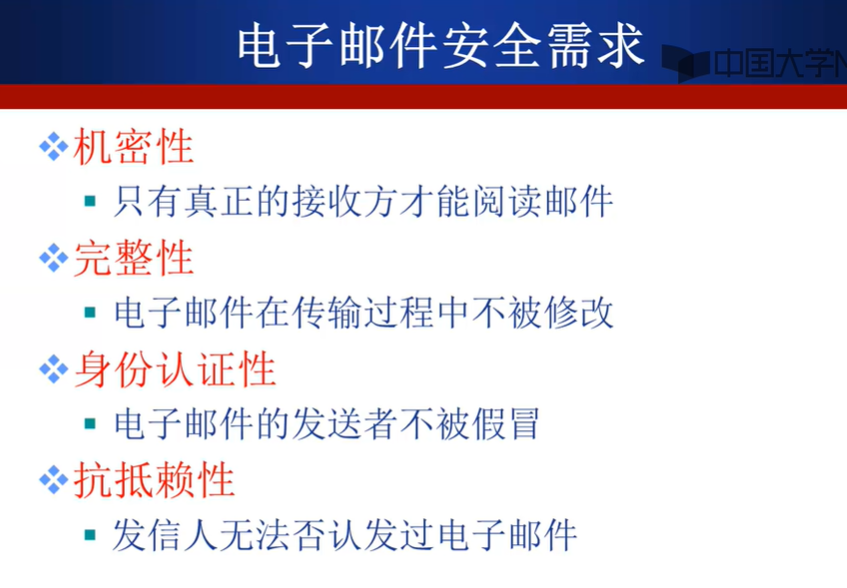 电子邮件安全需求
中国大学M
机密性
只有真正的接收方才能阅读邮件
完整性
电子邮件在传输过程中不被修改
身份认证性
电子邮件的发送者不被假冒
抗抵赖性
发信人无法否认发过电子邮件